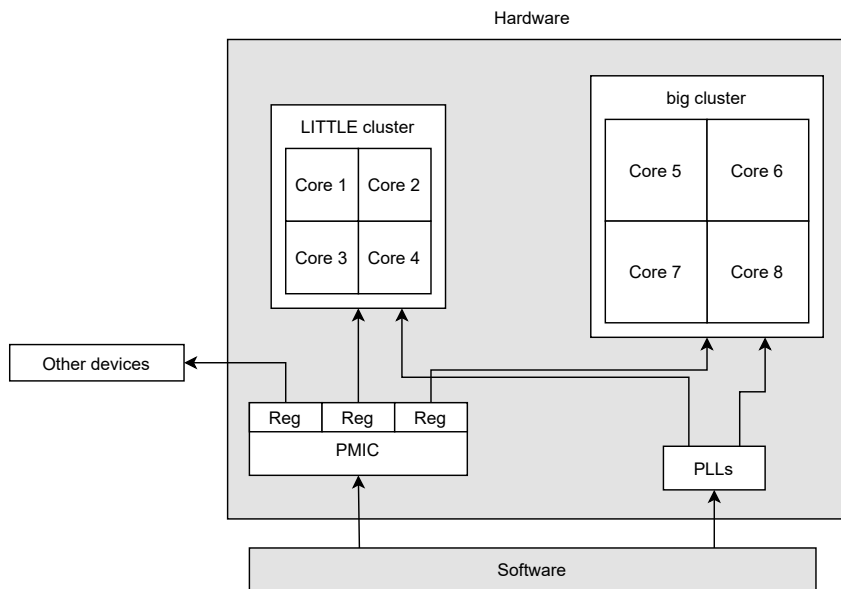 Hardware
big cluster
LITTLE cluster
Core 5
Core 6
Core 1
Core 2
Core 3
Core 4
Core 7
Core 8
Other devices
Reg
Reg
Reg
PMIC
PLLs
Software